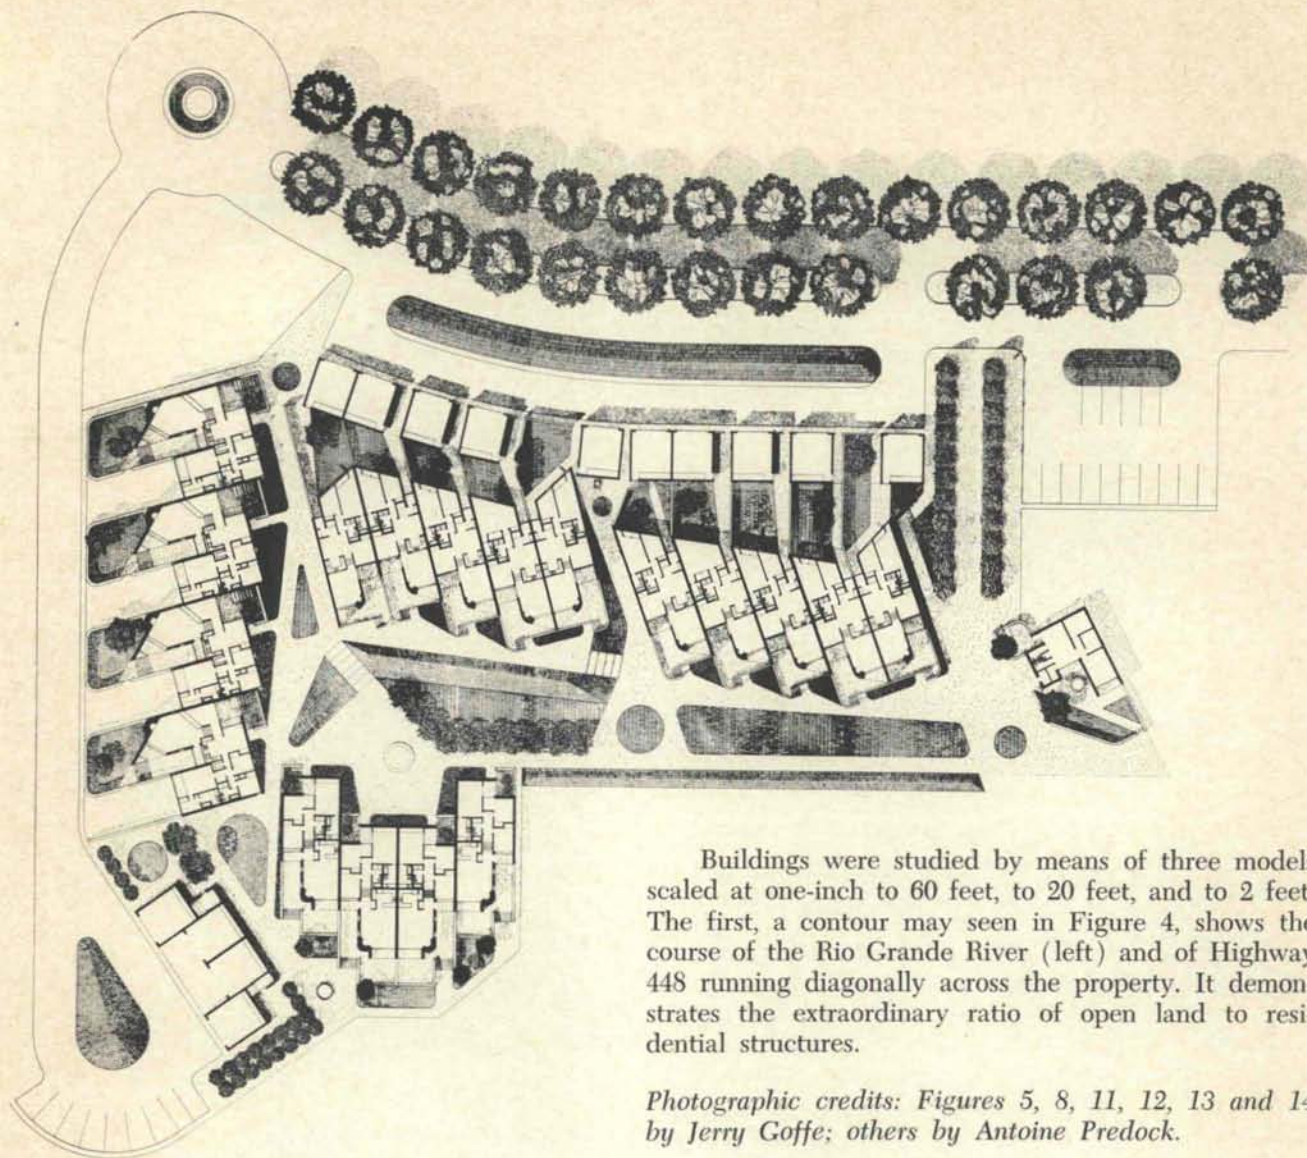 Buildings were studied by means of three model
scaled at one-inch to 60 feet, to 20 feet, and to 2 feet
The first, a contour may seen in Figure 4, shows the
course of the Rio Grande River (left) and of Highway
448 running diagonally across the property. It demon
strates the extraordinary ratio of open land to resi
dential structures.
Photographic credits: Figures 5, 8, 11, 12, 13 and 14
by Jerry Goffe; others by Antoine Predock.